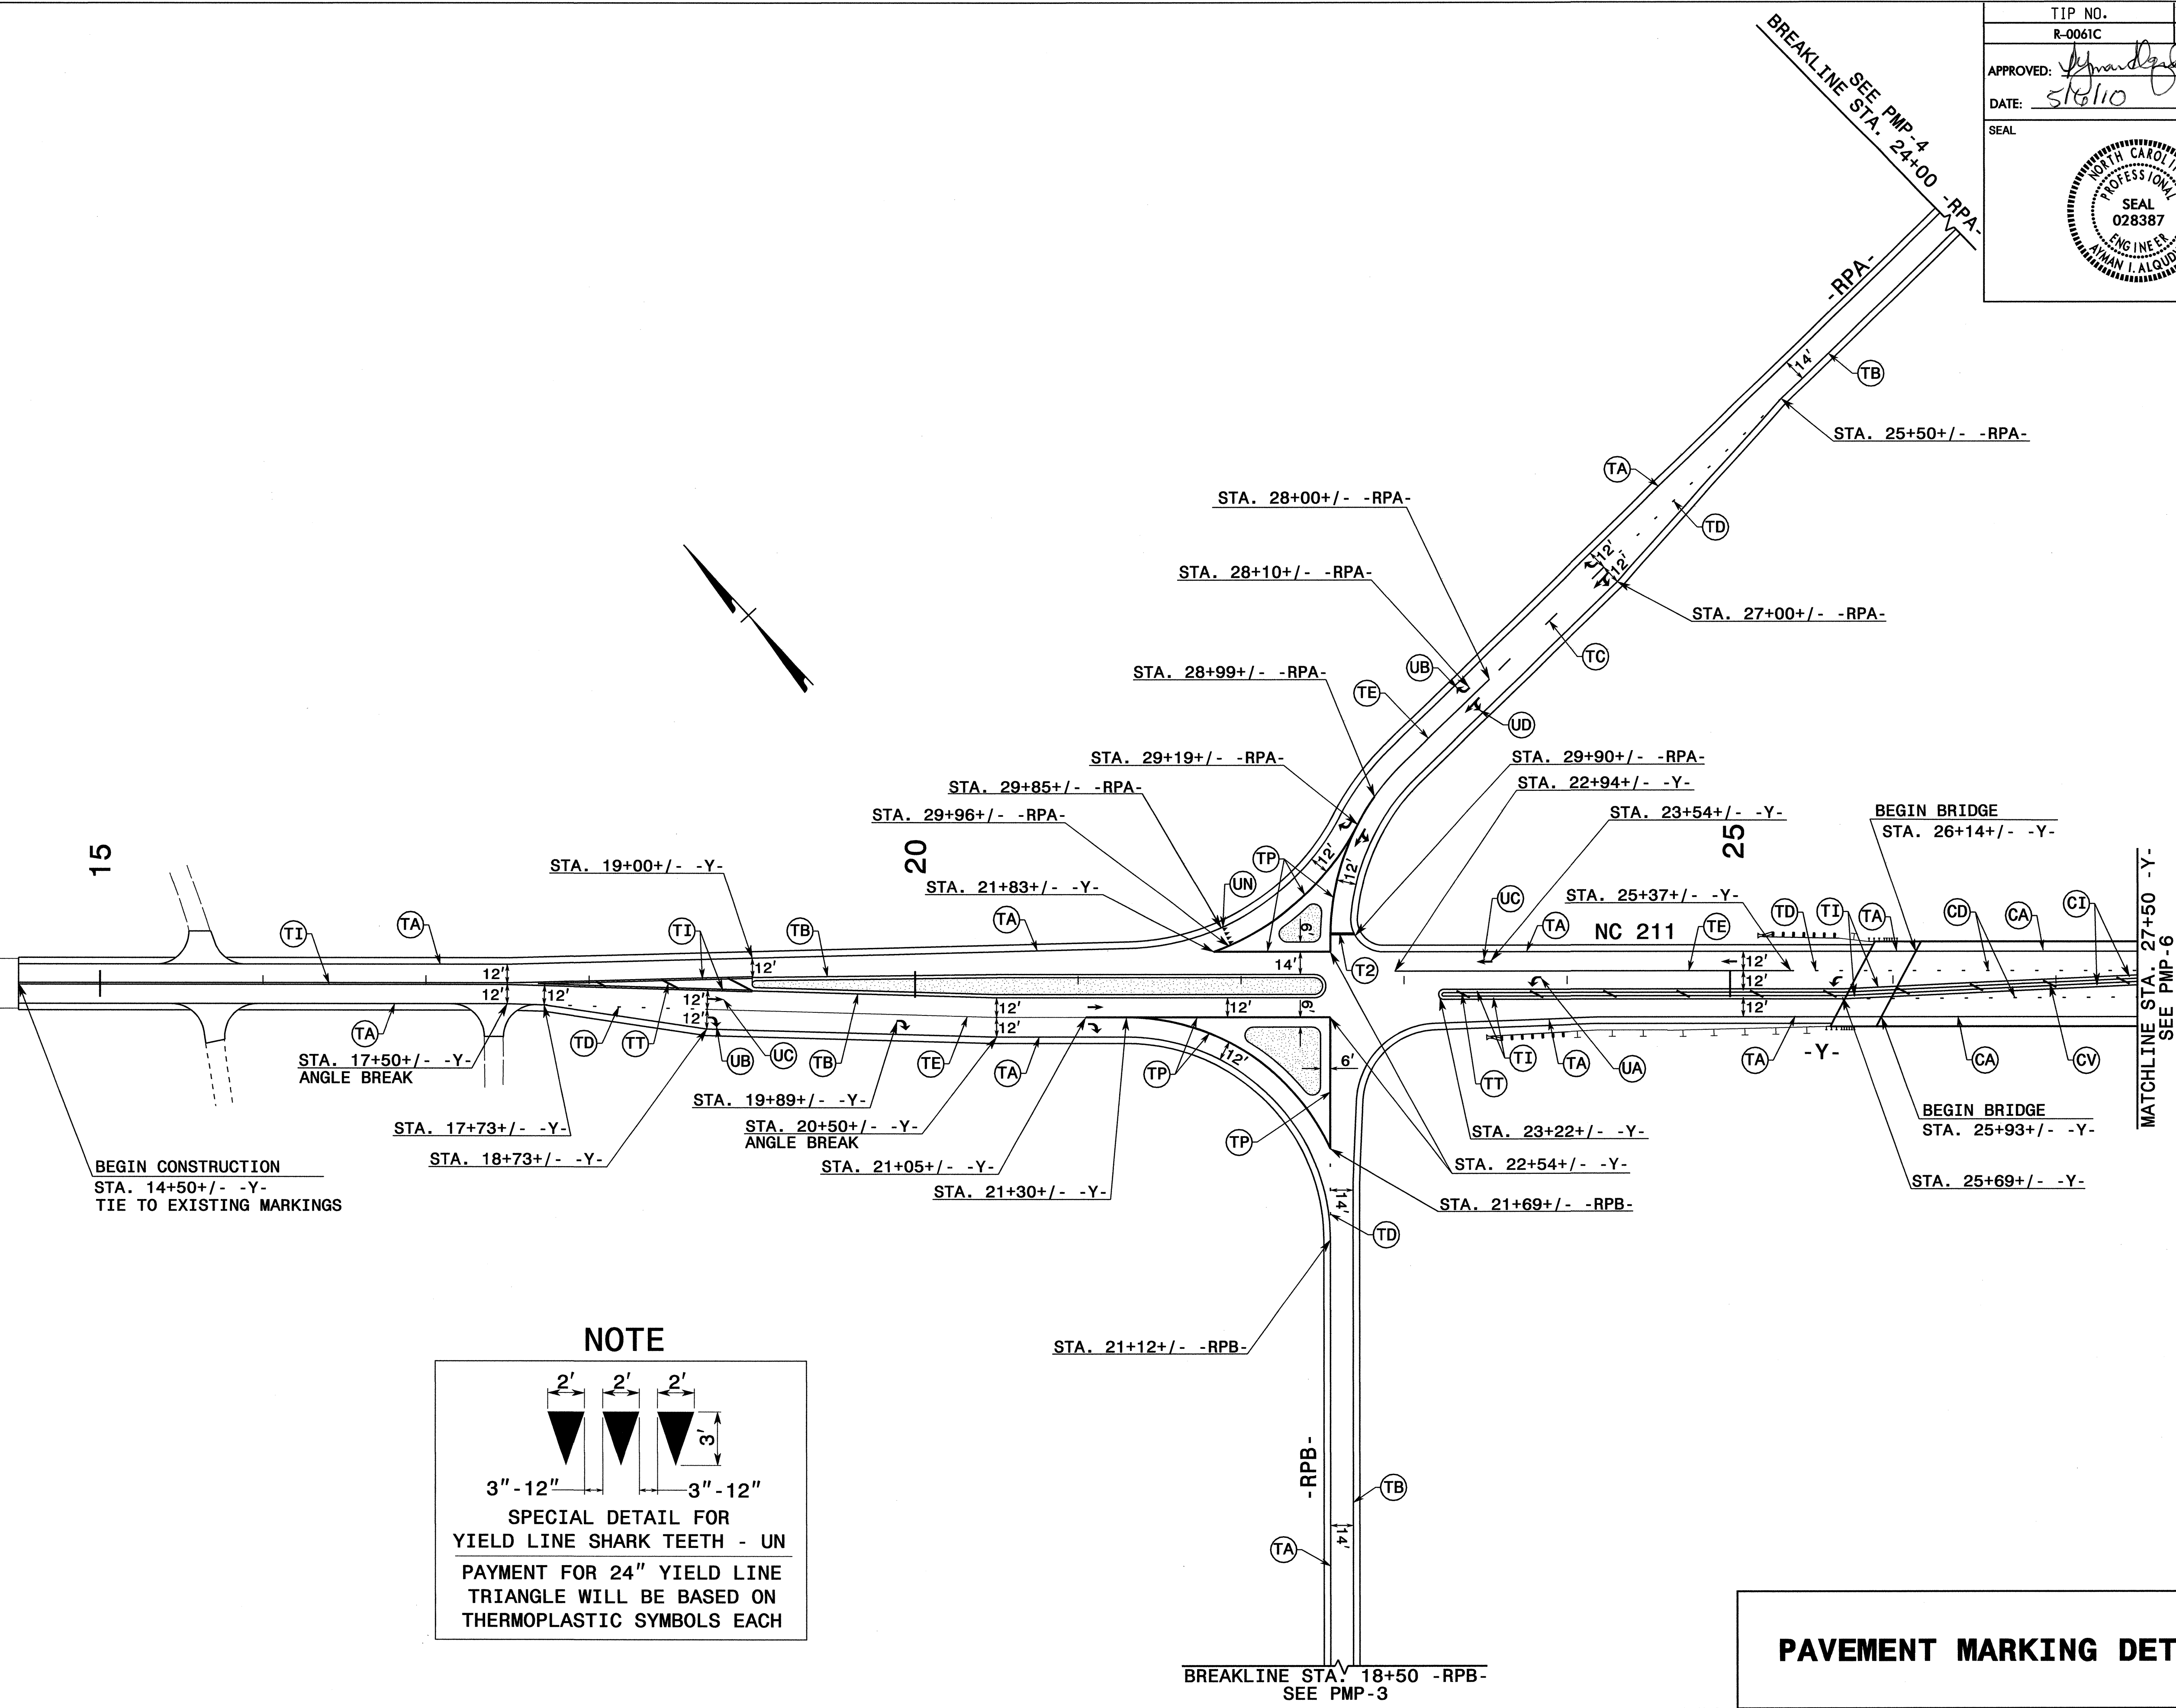 TIP NO.
R-0061C
APPROVED:
DATE: 5/6/10
SEAL
NORTH CAROLI
PROFESSIONAL
SEAL
028387
ENGINEER
AYMAN I. ALQUD
BREAKLINE STA. 24+00 -RPA-
SEE PMP-4
-RPA-
14'
TB
STA. 25+50+/- -RPA-
TA
TD
STA. 28+00+/- -RPA-
12'
12'
STA. 28+10+/- -RPA-
STA. 27+00+/- -RPA-
TC
UB
STA. 28+99+/- -RPA-
TE
UD
STA. 29+19+/- -RPA-
STA. 29+90+/- -RPA-
STA. 29+85+/- -RPA-
STA. 22+94+/- -Y-
STA. 29+96+/- -RPA-
STA. 23+54+/- -Y-
BEGIN BRIDGE
STA. 26+14+/- -Y-
15
20
25
STA. 19+00+/- -Y-
TP
12'
12'
UN
STA. 21+83+/- -Y-
UC
STA. 25+37+/- -Y-
TI
TA
TI
TB
TA
6'
TA
NC 211
TE
TD
TI
TA
CD
CA
CI
T2
12'
12'
12'
12'
14'
12'
12'
12'
12'
12'
12'
12'
12'
6'
12'
MATCHLINE STA. 27+50 -Y-
SEE PMP-6
TA
STA. 17+50+/- -Y-
ANGLE BREAK
TD
TT
UB
UC
TB
TE
TA
TP
12'
6'
TT
TI
TA
UA
TA
-Y-
CA
CV
STA. 19+89+/- -Y-
STA. 17+73+/- -Y-
STA. 20+50+/- -Y-
ANGLE BREAK
TP
STA. 23+22+/- -Y-
BEGIN BRIDGE
STA. 25+93+/- -Y-
BEGIN CONSTRUCTION
STA. 14+50+/- -Y-
TIE TO EXISTING MARKINGS
STA. 18+73+/- -Y-
STA. 21+05+/- -Y-
STA. 22+54+/- -Y-
STA. 25+69+/- -Y-
STA. 21+30+/- -Y-
14'
STA. 21+69+/- -RPB-
TD
STA. 21+12+/- -RPB-
NOTE
2' 2' 2'
3'
3"-12" 3"-12"
SPECIAL DETAIL FOR
YIELD LINE SHARK TEETH - UN
PAYMENT FOR 24" YIELD LINE
TRIANGLE WILL BE BASED ON
THERMOPLASTIC SYMBOLS EACH
-RPB-
TB
14'
TA
BREAKLINE STA. 18+50 -RPB-
SEE PMP-3
PAVEMENT MARKING DET